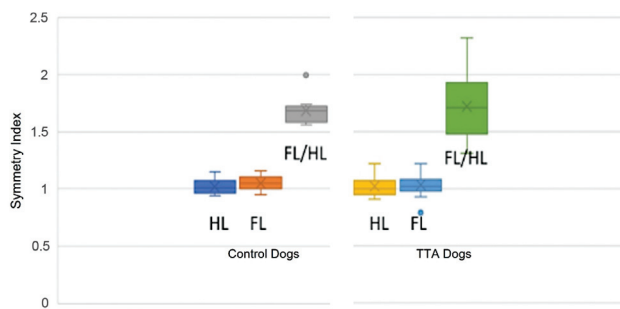 2.5
2
1.5
1
0.5
0
Symmetry Index
FL/HL
HL FL
Control Dogs
FL/HL
HL FL
TTA Dogs